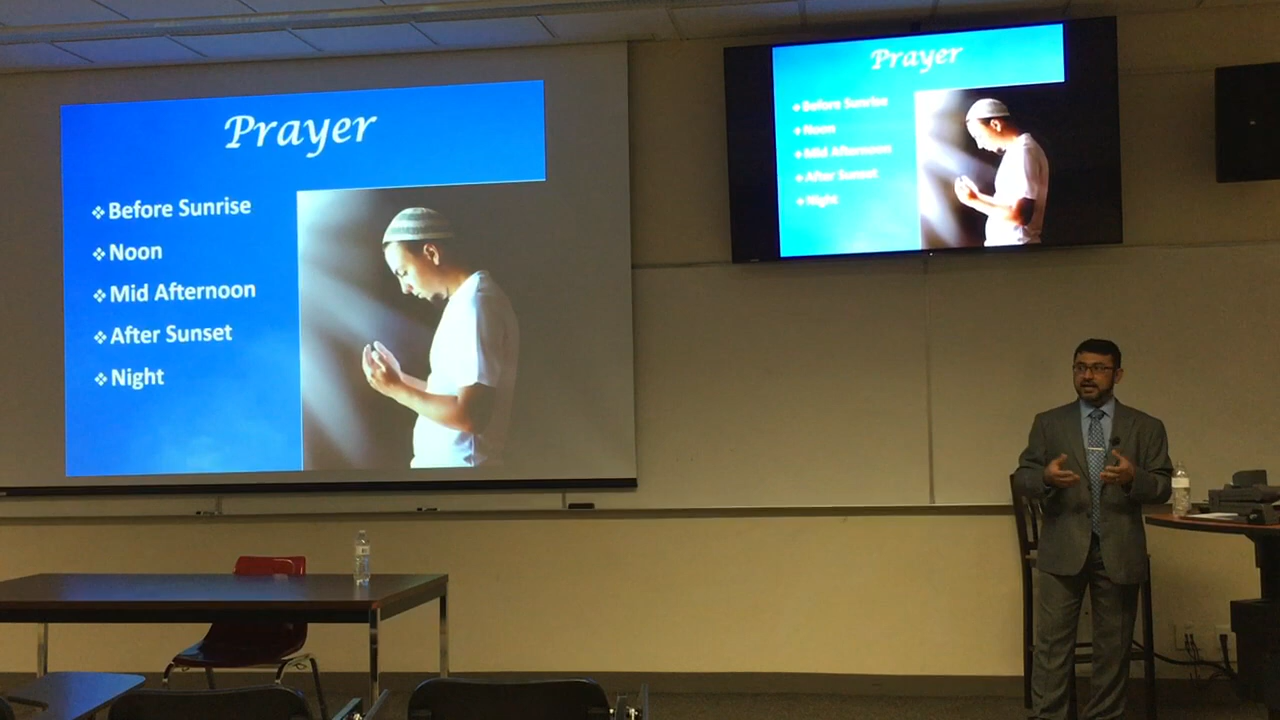 Prayer
❖ Before Sunrise
❖ Noon
❖ Mid Afternoon
❖ After Sunset
❖ Night
Prayer
❖ Before Sunrise
❖ Noon
❖ Mid Afternoon
❖ After Sunset
❖ Night